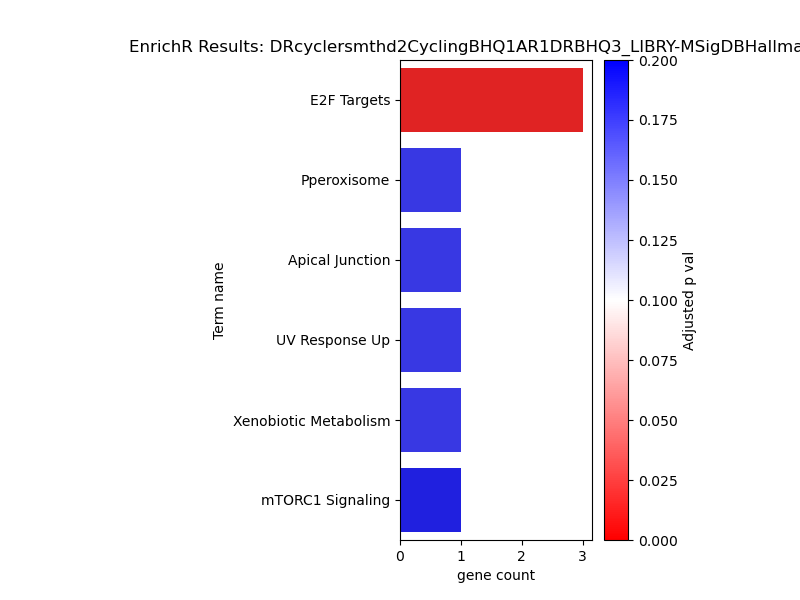 EnrichR Results: DRcyclersmthd2CyclingBHQ1AR1DRBHQ3_LIBRY-MSigDBHallma
E2F Targets
Pperoxisome
Apical Junction
UV Response Up
Xenobiotic Metabolism
mTORC1 Signaling
Term name
0 1 2 3
gene count
0.200
0.175
0.150
0.125
0.100
0.075
0.050
0.025
0.000
Adjusted p val